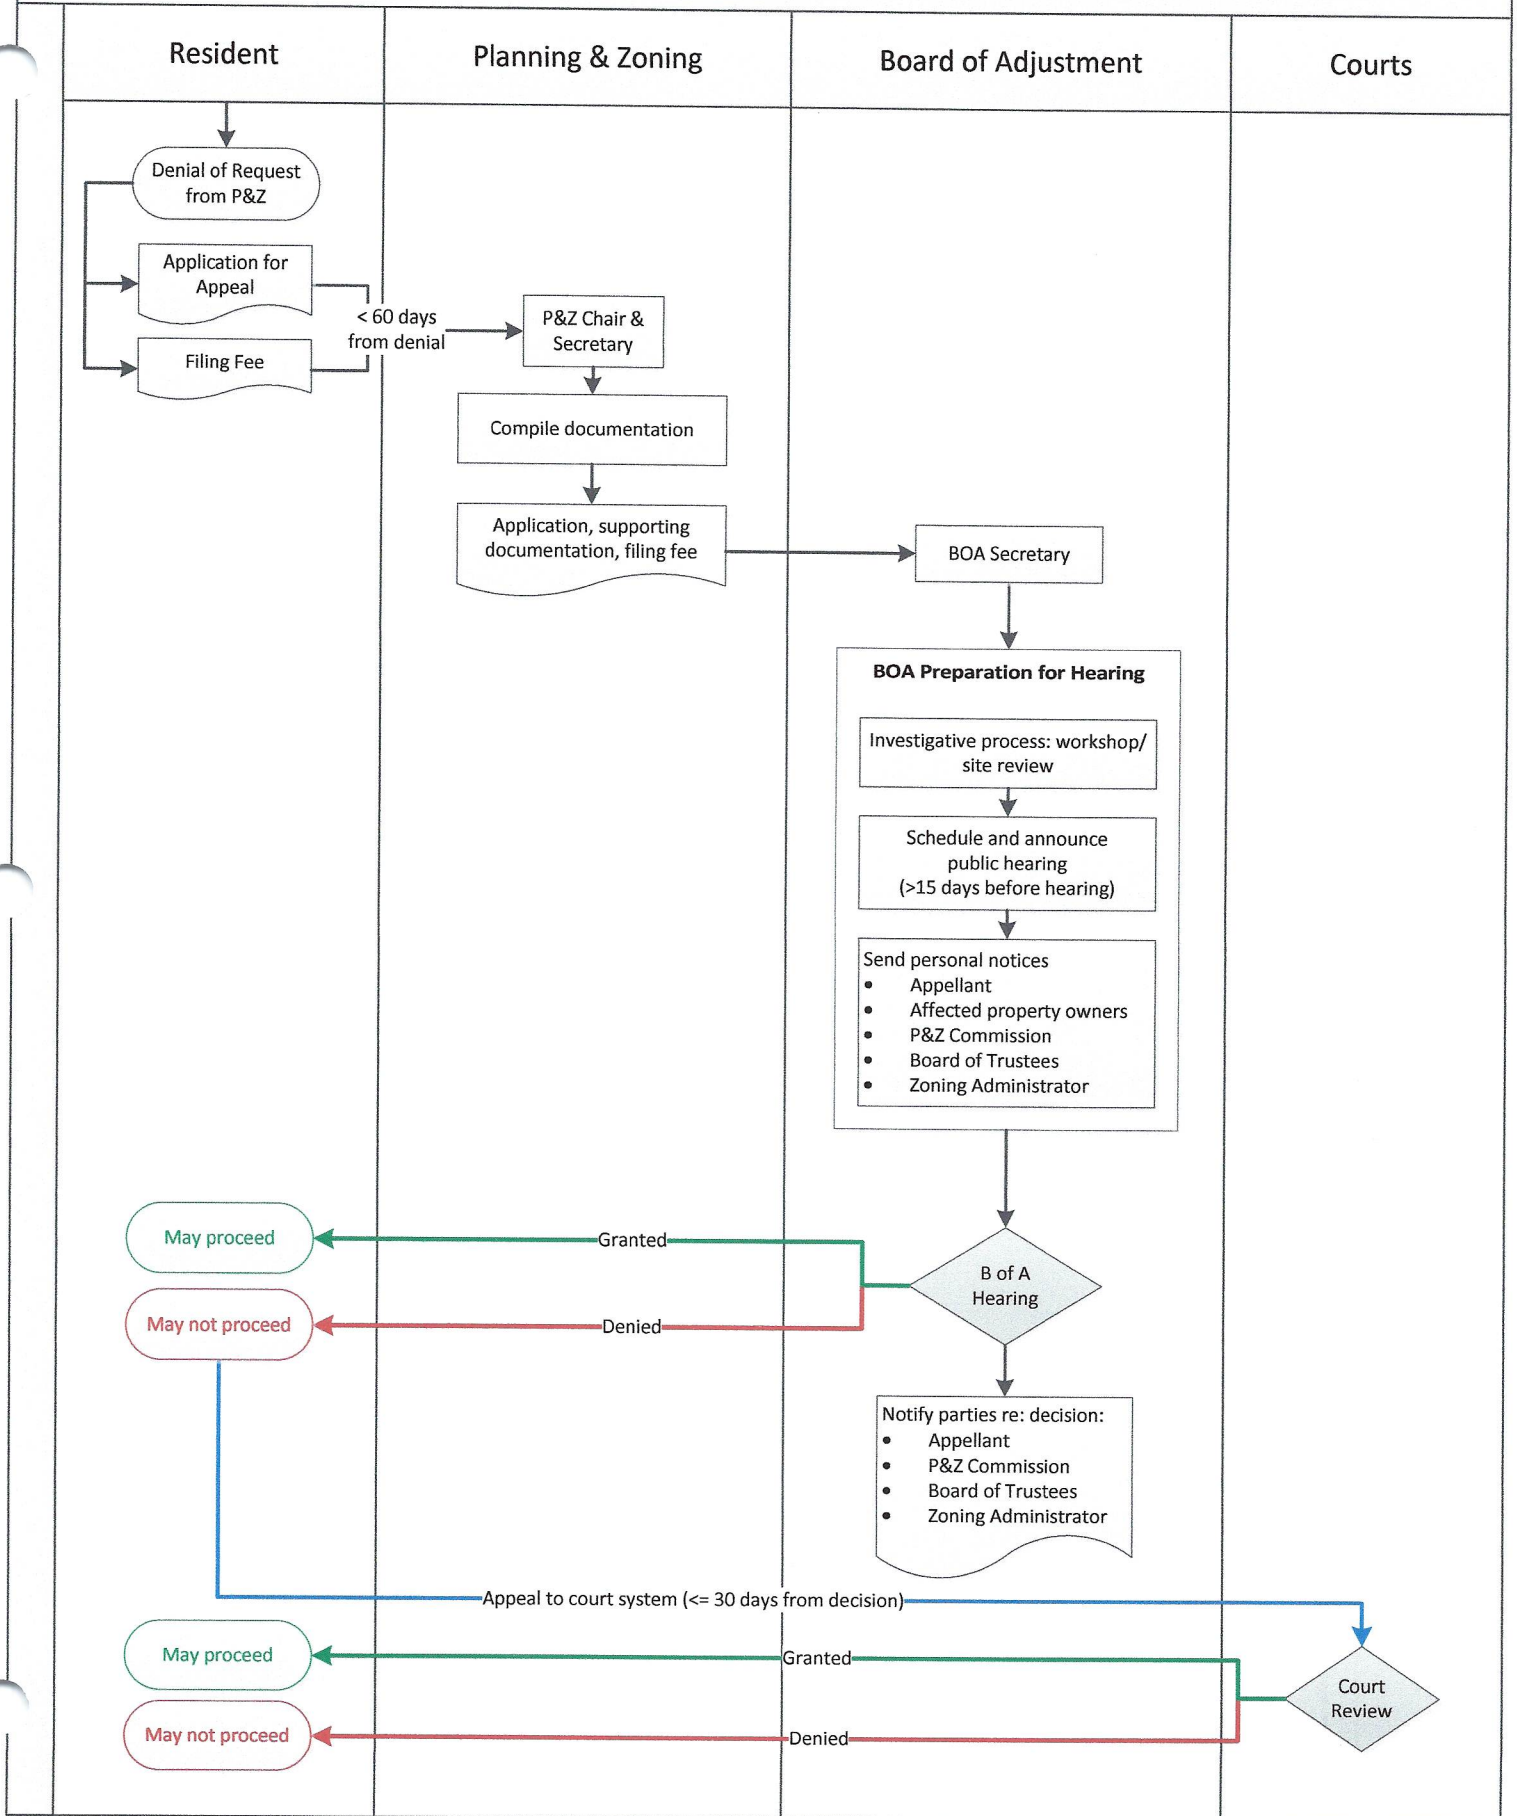 Resident
Planning & Zoning
Board of Adjustment
Courts
Denial of Request
from P&Z
Application for
Appeal
Filing Fee
< 60 days
from denial
P&Z Chair &
Secretary
Compile documentation
Application, supporting
documentation, filing fee
BOA Secretary
BOA Preparation for Hearing
Investigative process: workshop/
site review
Schedule and announce
public hearing
(>15 days before hearing)
Send personal notices
• Appellant
• Affected property owners
• P&Z Commission
• Board of Trustees
• Zoning Administrator
May proceed
Granted
B of A
Hearing
May not proceed
Denied
Notify parties re: decision:
• Appellant
• P&Z Commission
• Board of Trustees
• Zoning Administrator
Appeal to court system (<= 30 days from decision)
May proceed
Granted
Court
Review
May not proceed
Denied